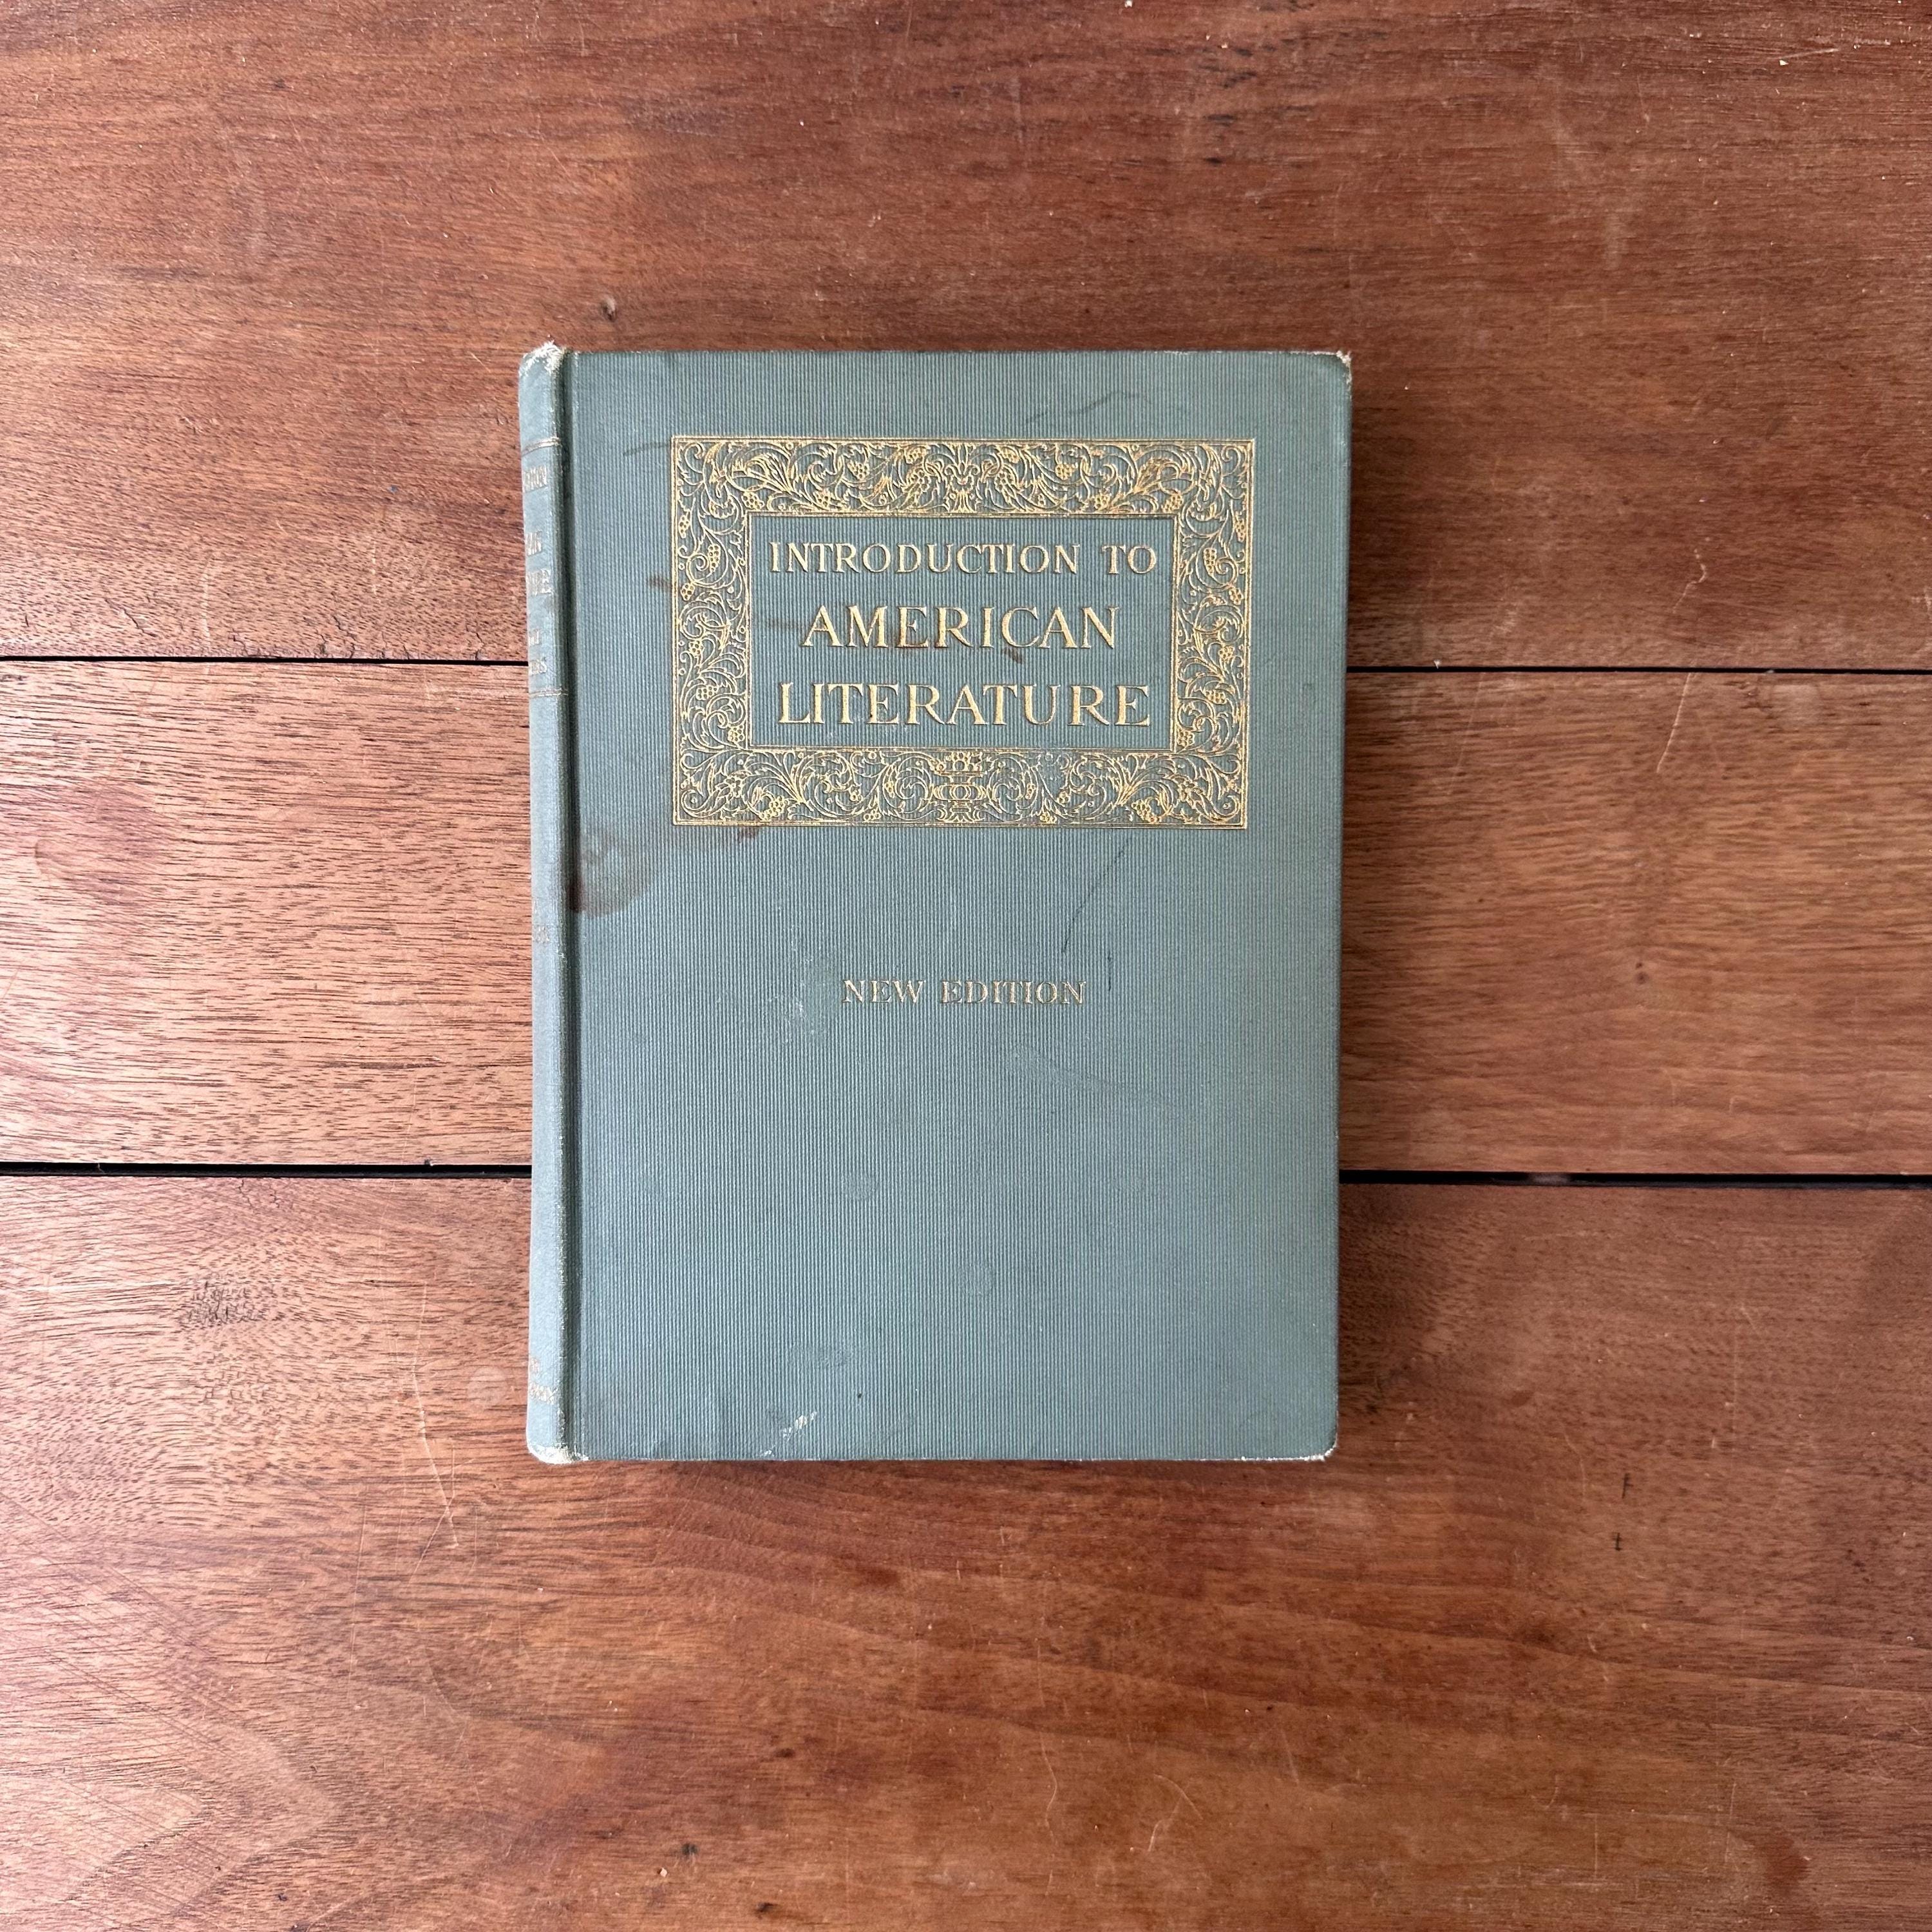 INTRODUCTION TO
AMERICAN
LITERATURE
NEW EDITION